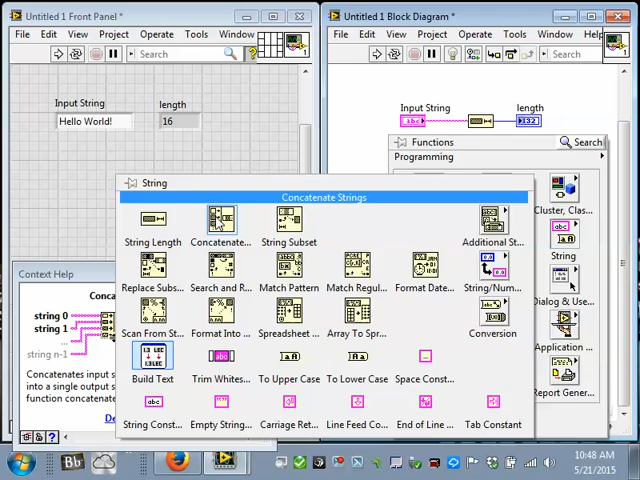 Untitled 1 Front Panel *
File Edit View Project Operate Tools Window
Search
Input String
length
Hello World!
16
Untitled 1 Block Diagram *
File Edit View Project Operate Tools Window Help
Search
Input String
length
abc
I32
Functions
Search
Programming
Cluster, Clas...
String
Dialog & Use...
Application ...
Report Gener...
String
Concatenate Strings
String Length
Concatenate...
String Subset
Additional St...
Replace Subs...
Search and R...
Match Pattern
Match Regul...
Format Date...
String/Num...
Scan From St...
Format Into ...
Spreadsheet ...
Array To Spr...
Conversion
Build Text
Trim Whites...
To Upper Case
To Lower Case
Space Const...
String Const...
Empty String...
Carriage Ret...
Line Feed Co...
End of Line ...
Tab Constant
Context Help
Conca
string 0
string 1
...
string n-1
Concatenates input s
into a single output s
function concatenate
De
Bb
10:48 AM
5/21/2015